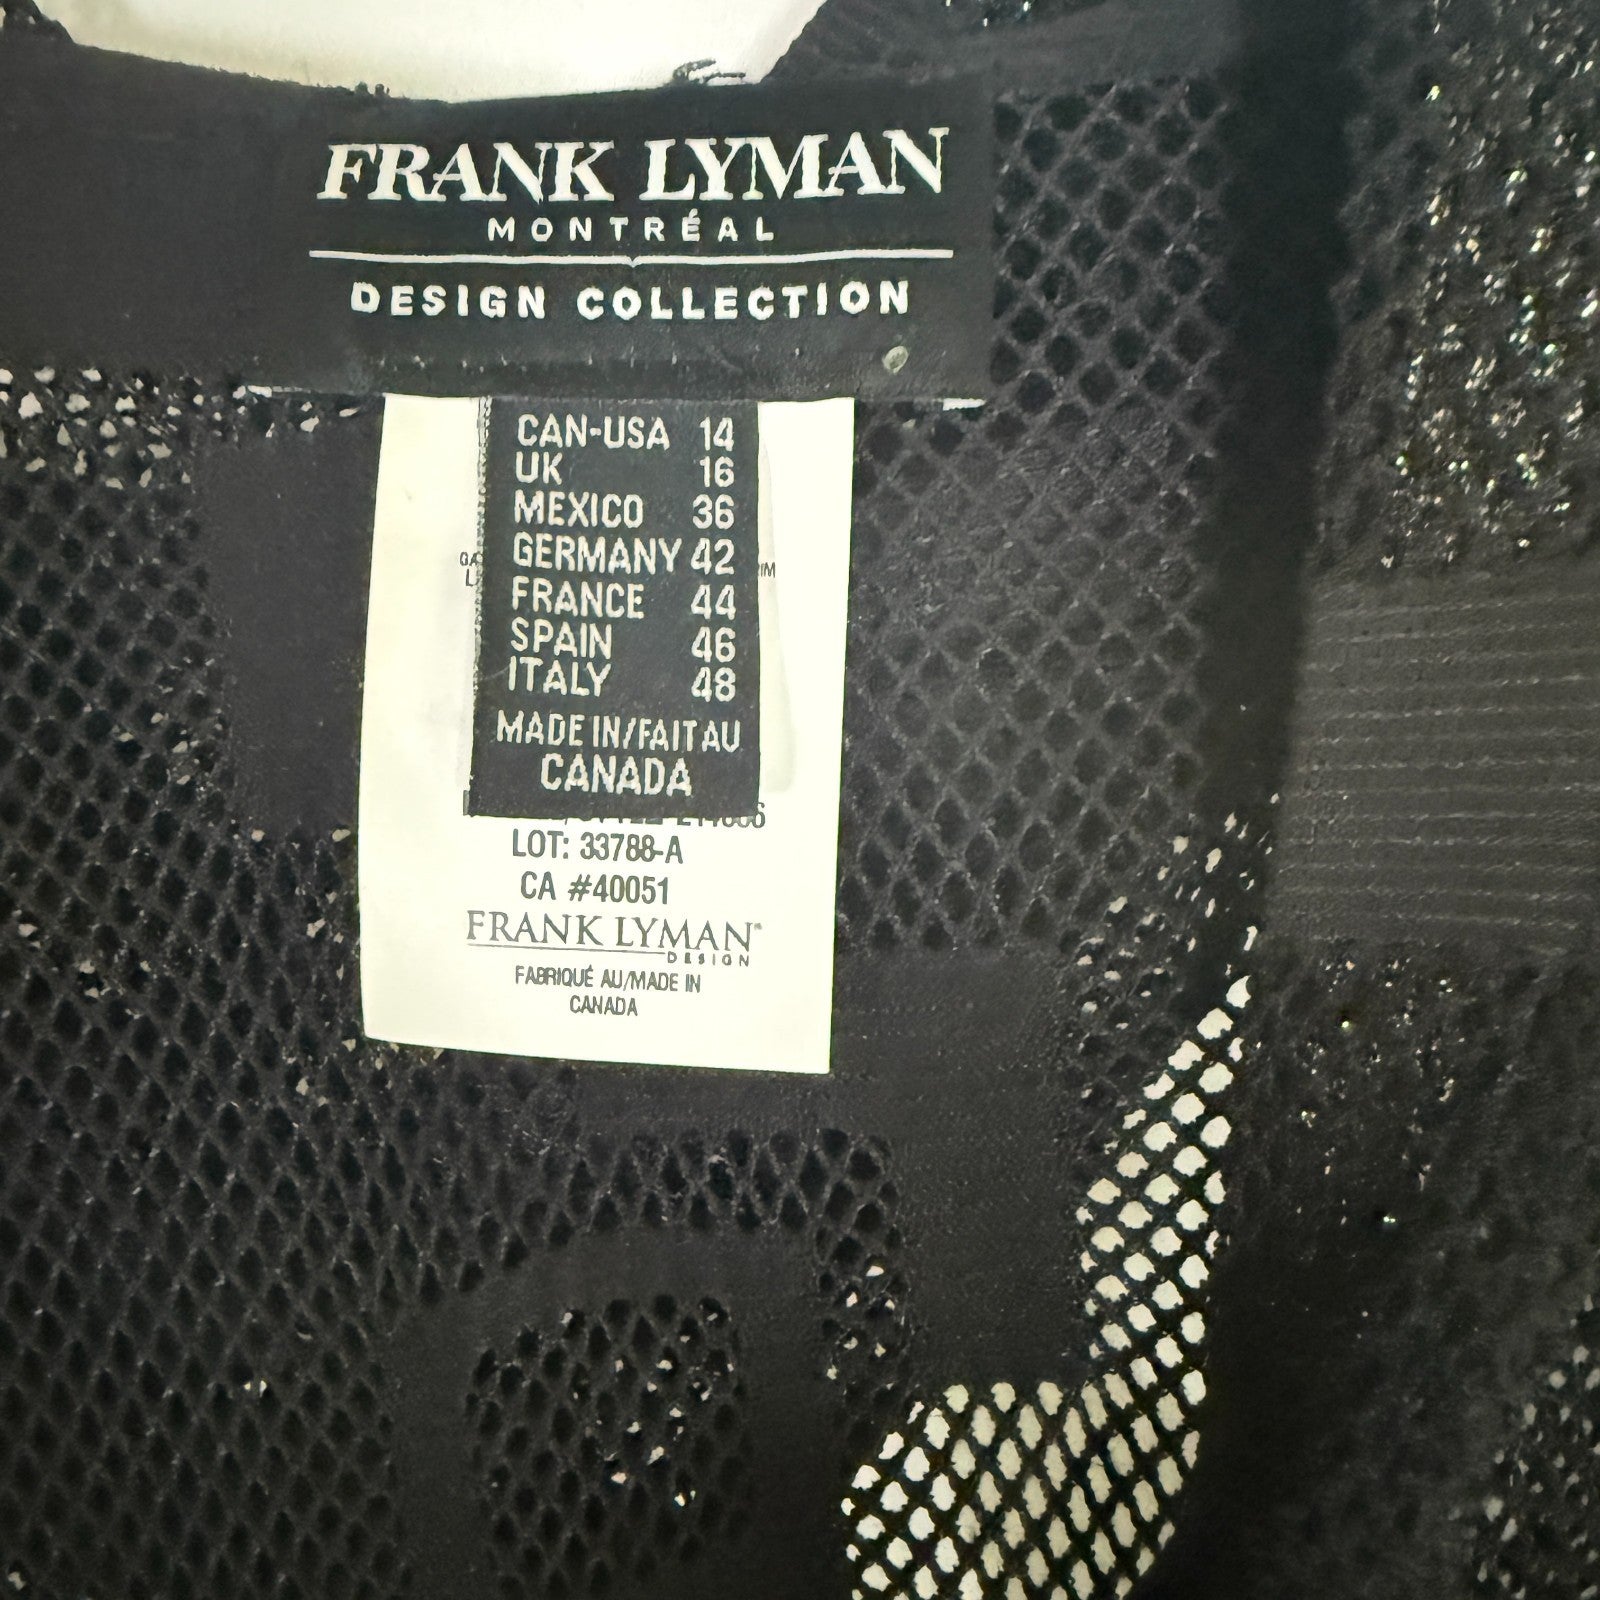 FRANK LYMAN
MONTRÉAL
DESIGN COLLECTION
CAN-USA 14
UK 16
MEXICO 36
GERMANY 42
FRANCE 44
SPAIN 46
ITALY 48
MADE IN/FAIT AU
CANADA
LOT: 33788-A
CA #40051
FRANK LYMAN
DESIGN
FABRIQUÉ AU/MADE IN
CANADA